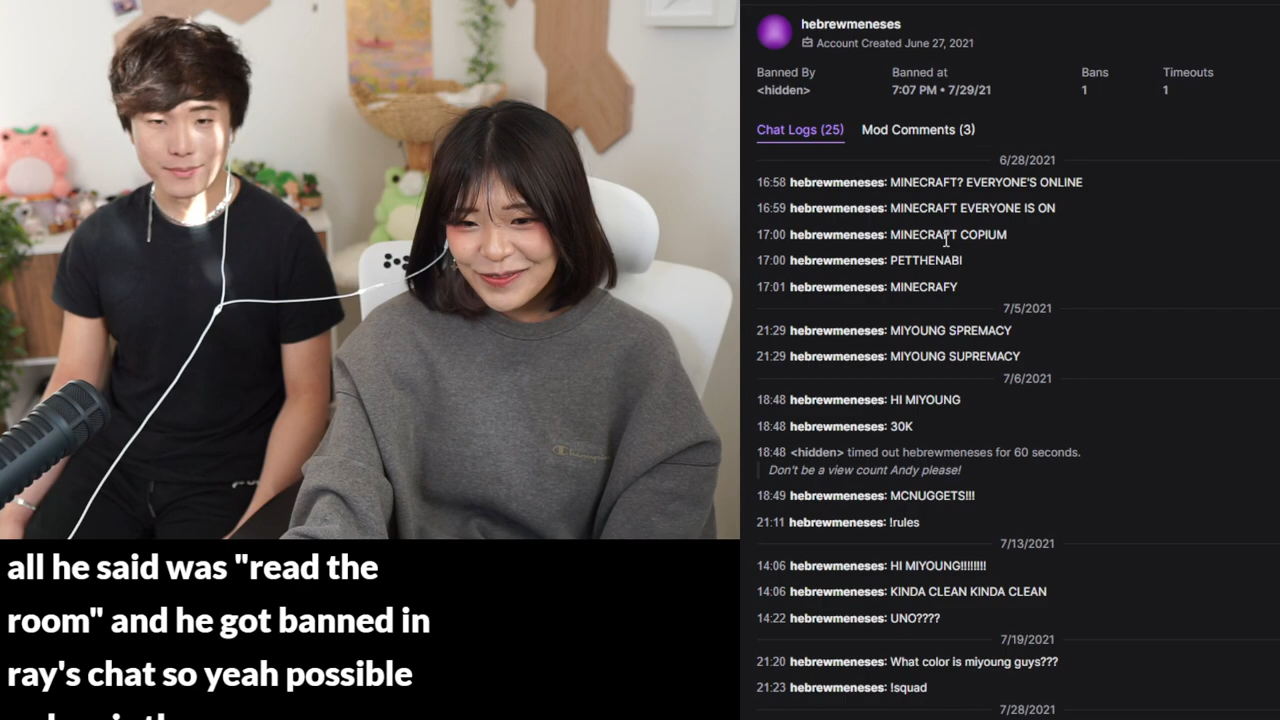 hebrewmeneses
Account Created June 27, 2021
Banned By Banned at Bans Timeouts
<hidden> 7:07 PM • 7/29/21 1 1
Chat Logs (25) Mod Comments (3)
6/28/2021
16:58 hebrewmeneses: MINECRAFT? EVERYONE'S ONLINE
16:59 hebrewmeneses: MINECRAFT EVERYONE IS ON
17:00 hebrewmeneses: MINECRAFT COPIUM
17:00 hebrewmeneses: PETTHENABI
17:01 hebrewmeneses: MINECRAFY
7/5/2021
21:29 hebrewmeneses: MIYOUNG SPREMACY
21:29 hebrewmeneses: MIYOUNG SUPREMACY
7/6/2021
18:48 hebrewmeneses: HI MIYOUNG
18:48 hebrewmeneses: 30K
18:48 <hidden> timed out hebrewmeneses for 60 seconds.
Don't be a view count Andy please!
18:49 hebrewmeneses: MCNUGGETS!!!
21:11 hebrewmeneses: !rules
7/13/2021
14:06 hebrewmeneses: HI MIYOUNG!!!!!!!!
14:06 hebrewmeneses: KINDA CLEAN KINDA CLEAN
14:22 hebrewmeneses: UNO????
7/19/2021
21:20 hebrewmeneses: What color is miyoung guys???
21:23 hebrewmeneses: !squad
7/28/2021
Champion
all he said was "read the
room" and he got banned in
ray's chat so yeah possible